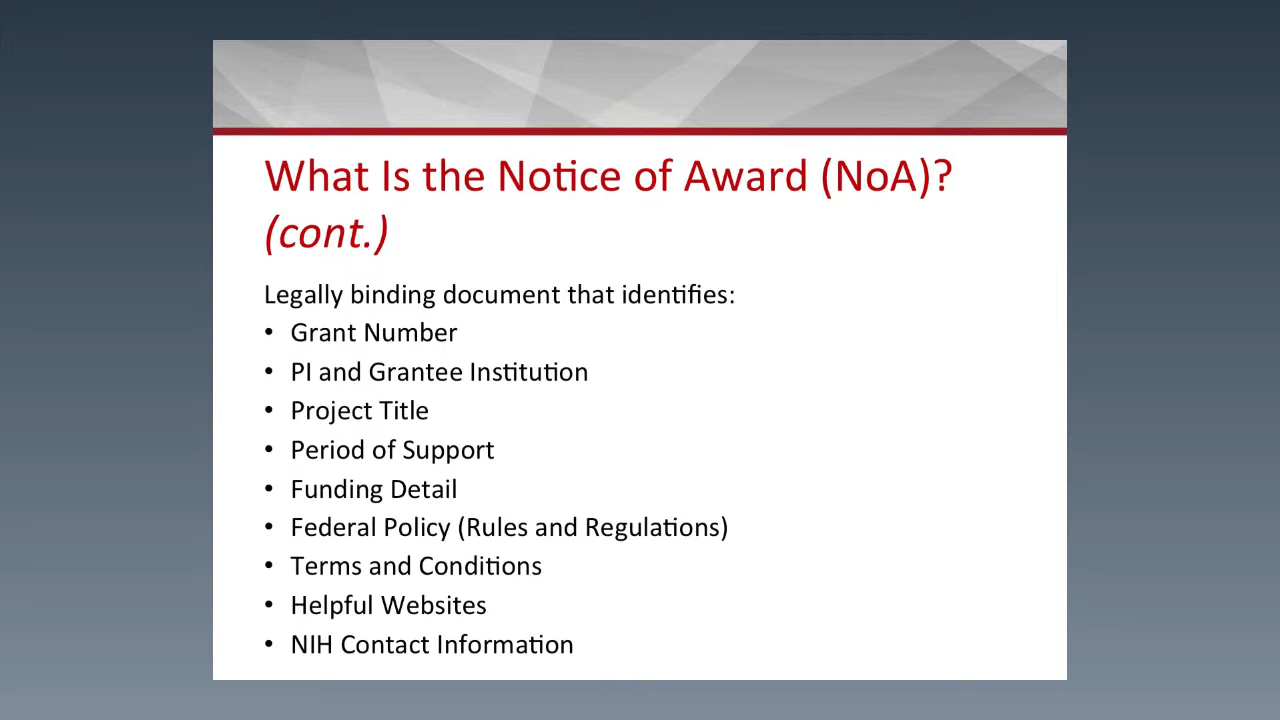 What Is the Notice of Award (NoA)?
(cont.)
Legally binding document that identifies:
• Grant Number
• PI and Grantee Institution
• Project Title
• Period of Support
• Funding Detail
• Federal Policy (Rules and Regulations)
• Terms and Conditions
• Helpful Websites
• NIH Contact Information